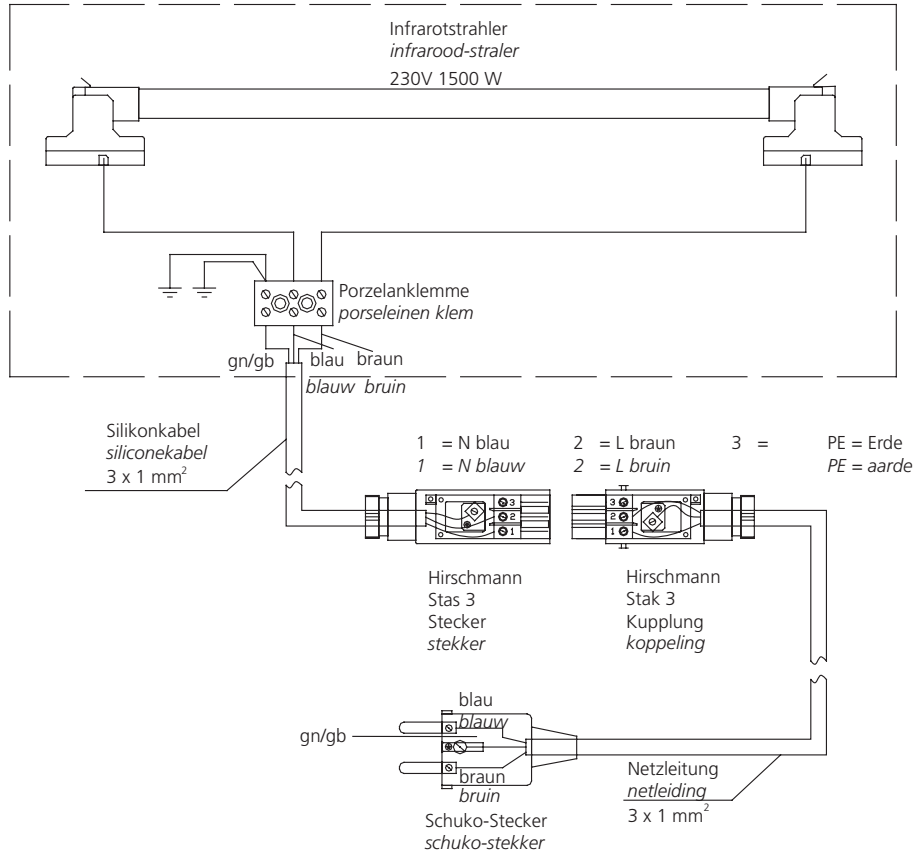 Infrarotstrahler
infrarood-straler
230V 1500 W
Porzelanklemme
porseleinen klem
gn/gb blau braun
blauw bruin
Silikonkabel
siliconekabel
3 x 1 mm²
1 = N blau 2 = L braun 3 = PE = Erde
1 = N blauw 2 = L bruin PE = aarde
3
2
1
3
2
1
Hirschmann
Stas 3
Stecker
stekker
Hirschmann
Stak 3
Kupplung
koppeling
blau
blauw
gn/gb
braun
bruin
Schuko-Stecker
schuko-stekker
Netzleitung
netleiding
3 x 1 mm²